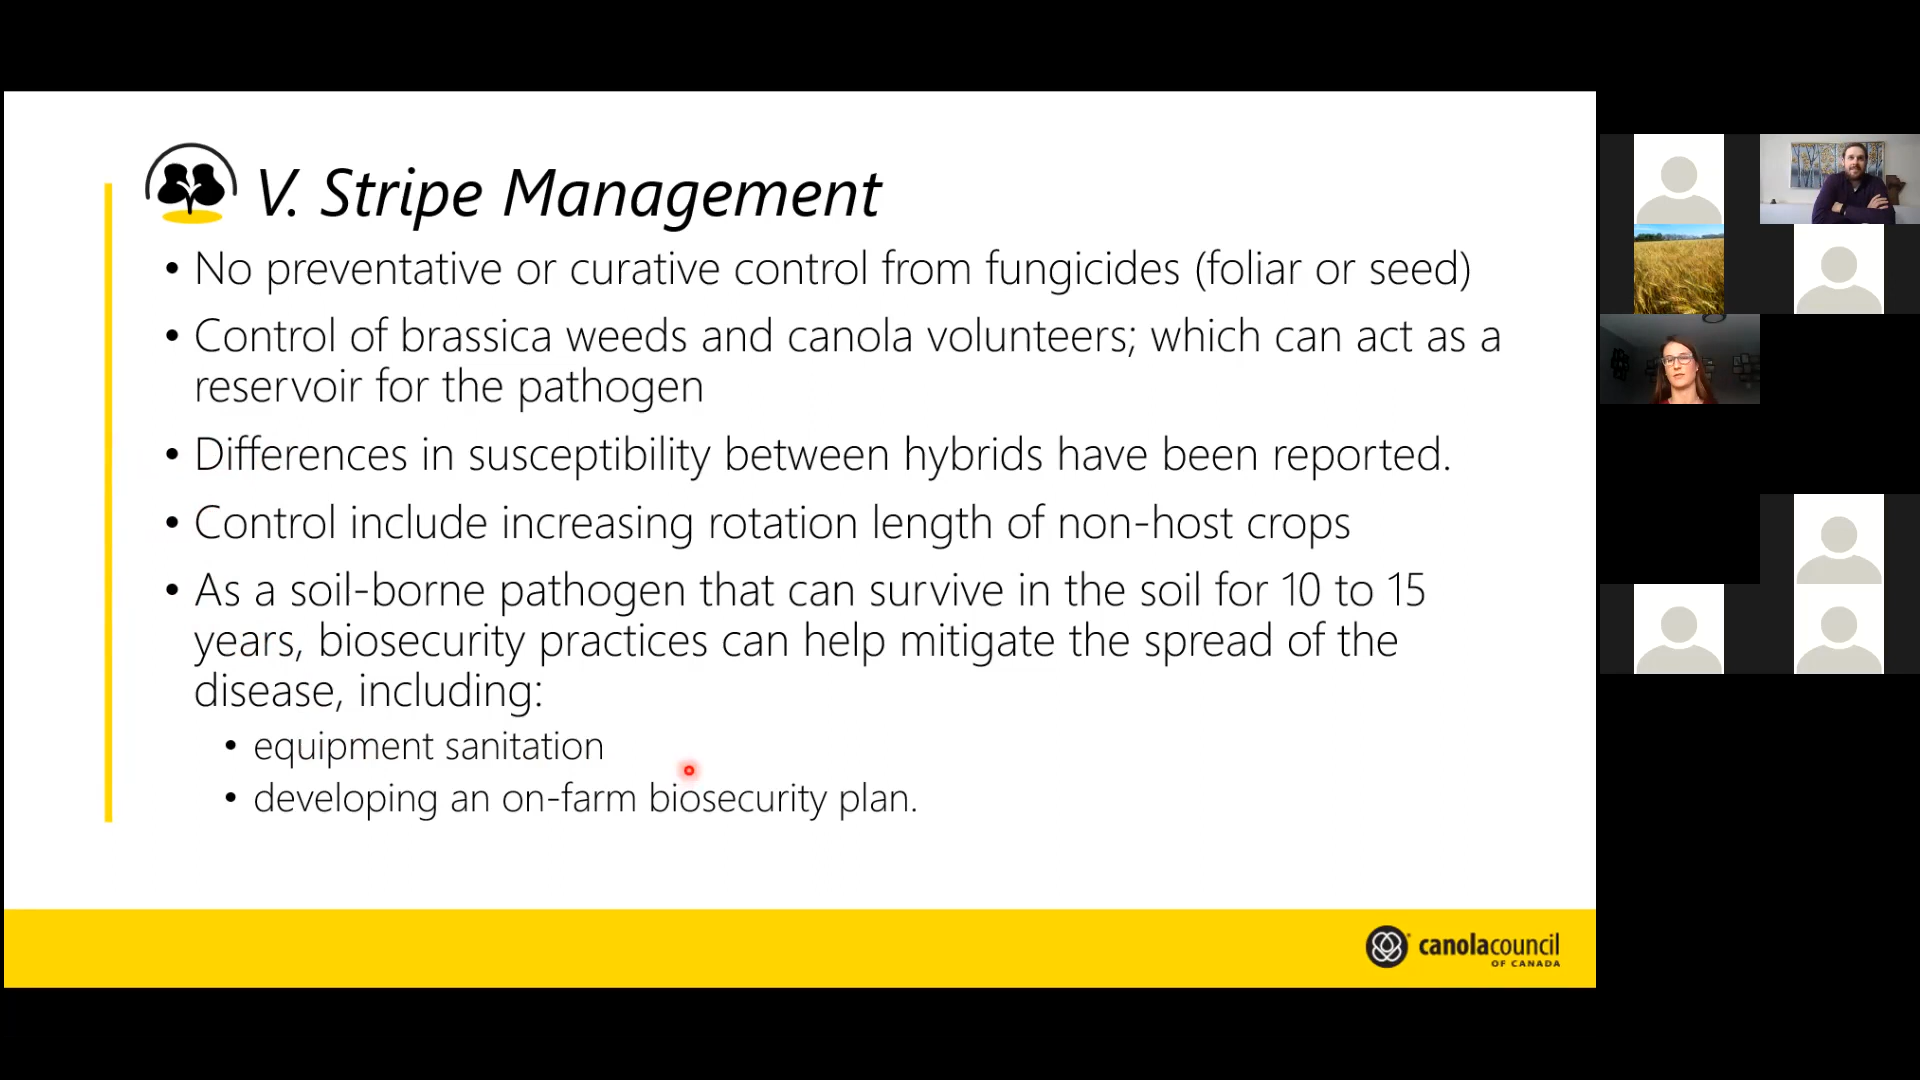 V. Stripe Management
• No preventative or curative control from fungicides (foliar or seed)
• Control of brassica weeds and canola volunteers; which can act as a
reservoir for the pathogen
• Differences in susceptibility between hybrids have been reported.
• Control include increasing rotation length of non-host crops
• As a soil-borne pathogen that can survive in the soil for 10 to 15
years, biosecurity practices can help mitigate the spread of the
disease, including:
• equipment sanitation
• developing an on-farm biosecurity plan.
canolacouncil
OF CANADA